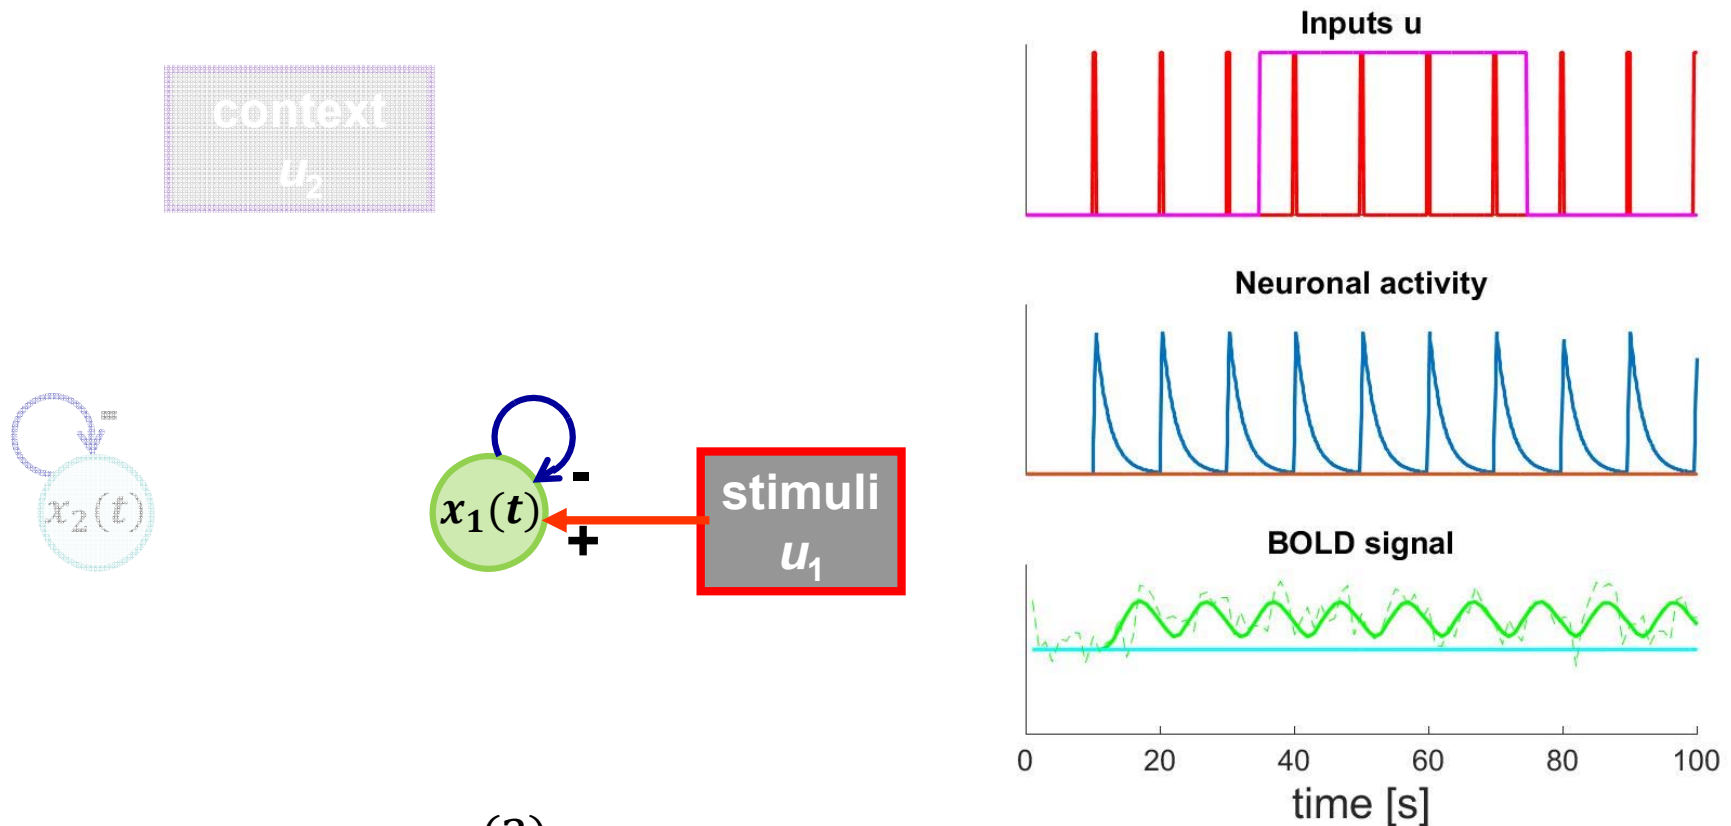 context
u2
x2(t)
-
x1(t)
-
+
stimuli
u1
Inputs u
Neuronal activity
BOLD signal
0 20 40 60 80 100
time [s]